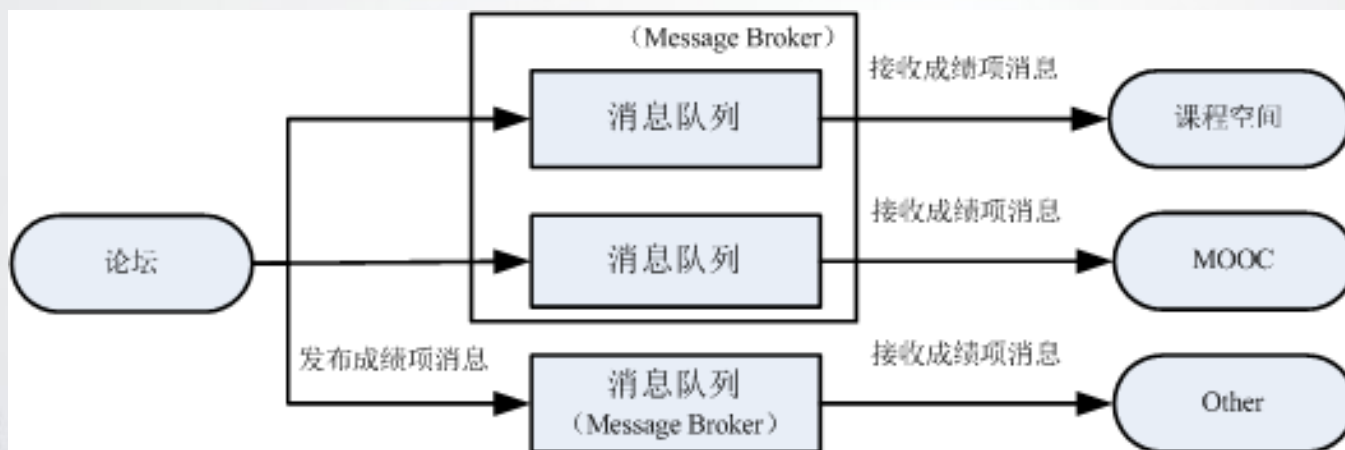 （Message Broker）
接收成绩项消息
消息队列
课程空间
接收成绩项消息
论坛
消息队列
MOOC
发布成绩项消息
接收成绩项消息
消息队列
（Message Broker）
Other